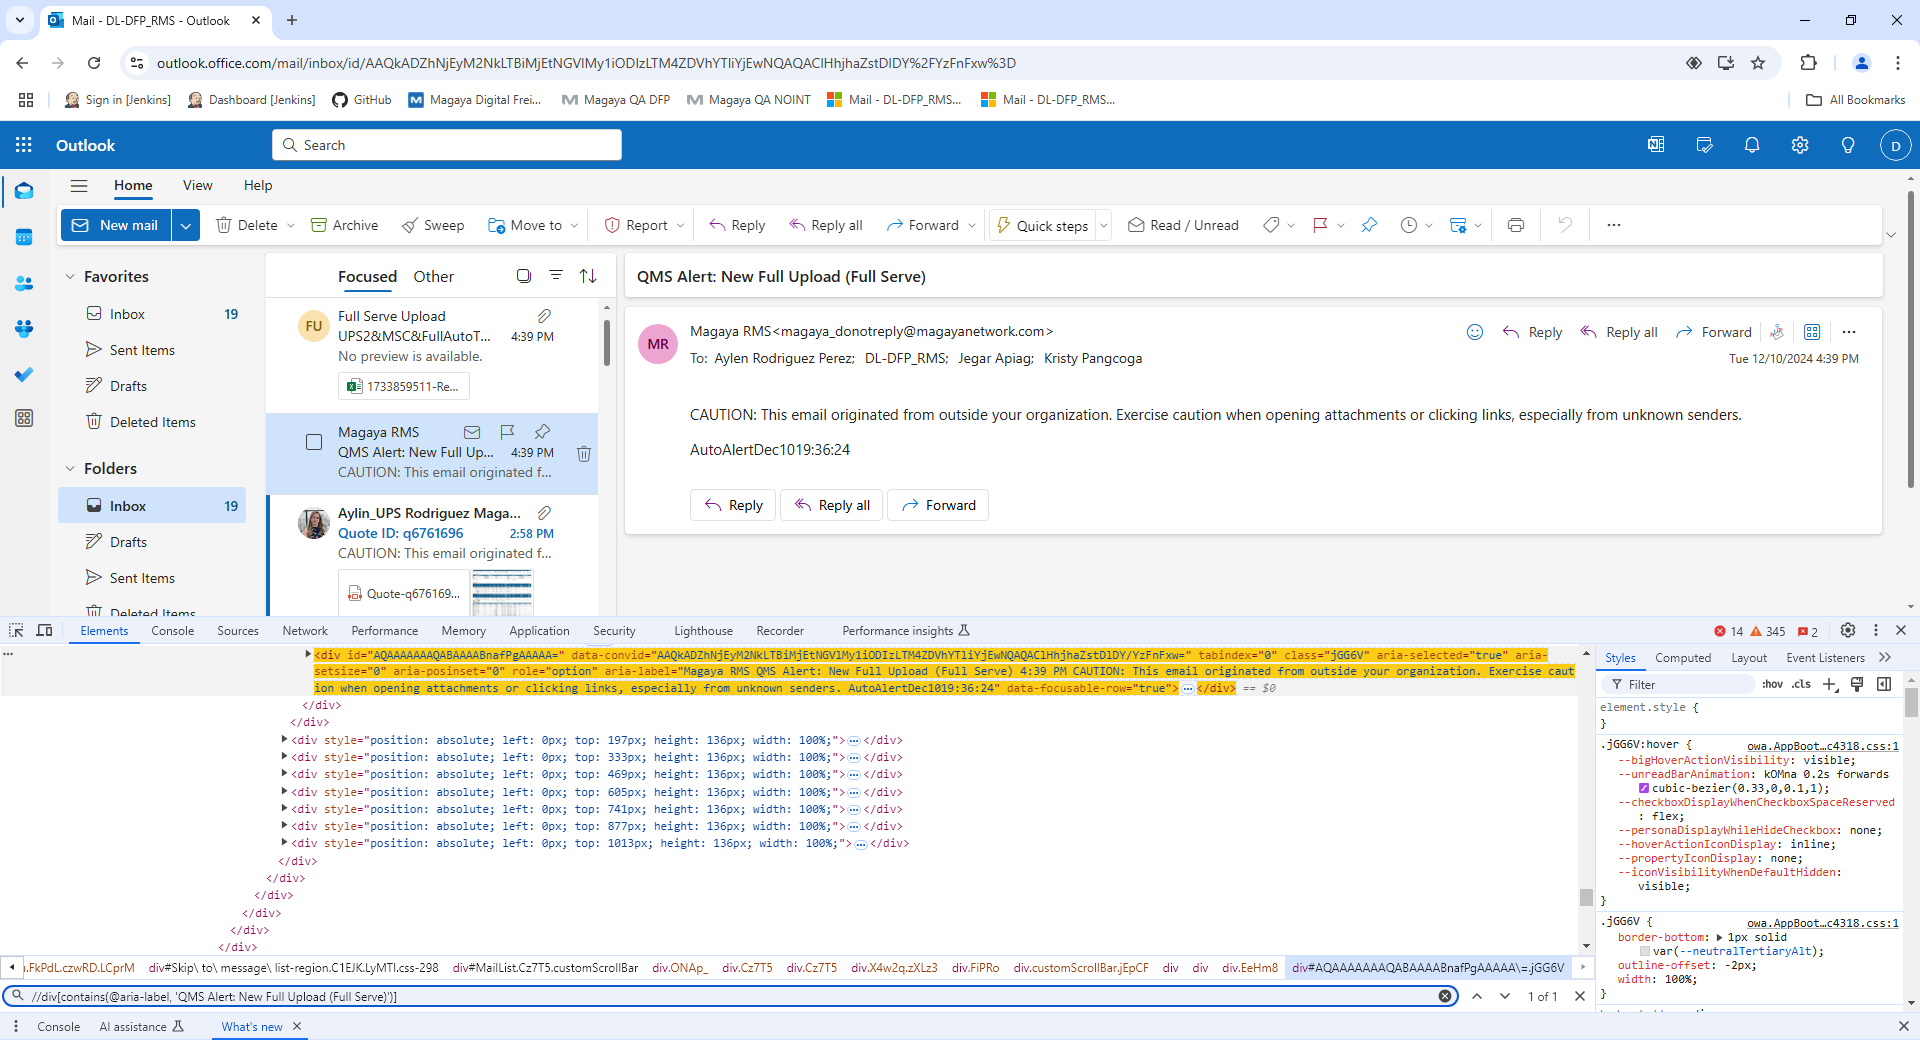 Mail - DL-DFP_RMS - Outlook
outlook.office.com/mail/inbox/id/AAQkADZhNjEyM2NkLTBiMjEtNGVlMy1iODIzLTM4ZDVhYTliYjEwNQAQAClHhjhaZstDlDY%2FYzFnFxw%3D
Sign in [Jenkins]
Dashboard [Jenkins]
GitHub
Magaya Digital Frei...
Magaya QA DFP
Magaya QA NOINT
Mail - DL-DFP_RMS...
Mail - DL-DFP_RMS...
All Bookmarks
Outlook
Search
D
Home View Help
New mail
Delete
Archive
Sweep
Move to
Report
Reply
Reply all
Forward
Quick steps
Read / Unread
Favorites
Inbox 19
Sent Items
Drafts
Deleted Items
Folders
Inbox 19
Drafts
Sent Items
Deleted Items
Focused Other
FU
Full Serve Upload
UPS2&MSC&FullAutoT... 4:39 PM
No preview is available.
1733859511-Re...
Magaya RMS
QMS Alert: New Full Up... 4:39 PM
CAUTION: This email originated f...
Aylin_UPS Rodriguez Maga...
Quote ID: q6761696 2:58 PM
CAUTION: This email originated f...
Quote-q676169...
QMS Alert: New Full Upload (Full Serve)
MR
Magaya RMS<magaya_donotreply@magayanetwork.com>
To: Aylen Rodriguez Perez; DL-DFP_RMS; Jegar Apiag; Kristy Pangcoga
Reply
Reply all
Forward
Tue 12/10/2024 4:39 PM
CAUTION: This email originated from outside your organization. Exercise caution when opening attachments or clicking links, especially from unknown senders.
AutoAlertDec1019:36:24
Reply
Reply all
Forward
Elements Console Sources Network Performance Memory Application Security Lighthouse Recorder Performance insights
14 345 2
<div id="AQAAAAAAAQABAAAABnafPgAAAAA=" data-convid="AAQkADZhNjEyM2NkLTBiMjEtNGVlMy1iODIzLTM4ZDVhYTliYjEwNQAQAClHhjhaZstDlDY/YzFnFxw=" tabindex="0" class="jGG6V" aria-selected="true" aria-
setsize="0" aria-posinset="0" role="option" aria-label="Magaya RMS QMS Alert: New Full Upload (Full Serve) 4:39 PM CAUTION: This email originated from outside your organization. Exercise caut
ion when opening attachments or clicking links, especially from unknown senders. AutoAlertDec1019:36:24" data-focusable-row="true">…</div> == $0
</div>
</div>
<div style="position: absolute; left: 0px; top: 197px; height: 136px; width: 100%;">…</div>
<div style="position: absolute; left: 0px; top: 333px; height: 136px; width: 100%;">…</div>
<div style="position: absolute; left: 0px; top: 469px; height: 136px; width: 100%;">…</div>
<div style="position: absolute; left: 0px; top: 605px; height: 136px; width: 100%;">…</div>
<div style="position: absolute; left: 0px; top: 741px; height: 136px; width: 100%;">…</div>
<div style="position: absolute; left: 0px; top: 877px; height: 136px; width: 100%;">…</div>
<div style="position: absolute; left: 0px; top: 1013px; height: 136px; width: 100%;">…</div>
</div>
</div>
</div>
</div>
</div>
</div>
.FkPdL.czwRD.LCprM div#Skip\ to\ message\ list-region.C1EJK.LyMTI.css-298 div#MailList.Cz7T5.customScrollBar div.ONAp_ div.Cz7T5 div.Cz7T5 div.X4w2q.zXLz3 div.FiPRo div.customScrollBar.jEpCF div div div.EeHm8 div#AQAAAAAAAQABAAAABnafPgAAAAA\=.jGG6V
//div[contains(@aria-label, 'QMS Alert: New Full Upload (Full Serve)')]
1 of 1
Console AI assistance What's new
Styles Computed Layout Event Listeners
Filter
:hov .cls
element.style {
}
.jGG6V:hover { owa.AppBoot…c4318.css:1
--bigHoverActionVisibility: visible;
--unreadBarAnimation: kOMna 0.2s forwards
cubic-bezier(0.33,0,0.1,1);
--checkboxDisplayWhenCheckboxSpaceReserved
: flex;
--personaDisplayWhileHideCheckbox: none;
--hoverActionIconDisplay: inline;
--propertyIconDisplay: none;
--iconVisibilityWhenDefaultHidden:
visible;
}
.jGG6V { owa.AppBoot…c4318.css:1
border-bottom: 1px solid
var(--neutralTertiaryAlt);
outline-offset: -2px;
width: 100%;
}